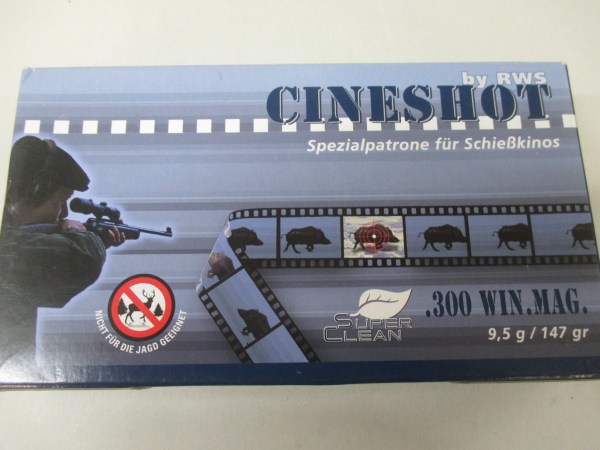 by RWS
CINESHOT
Spezialpatrone für Schießkinos
NICHT FÜR DIE JAGD GEEIGNET
SUPER
CLEAN
.300 WIN.MAG.
9,5 g / 147 gr